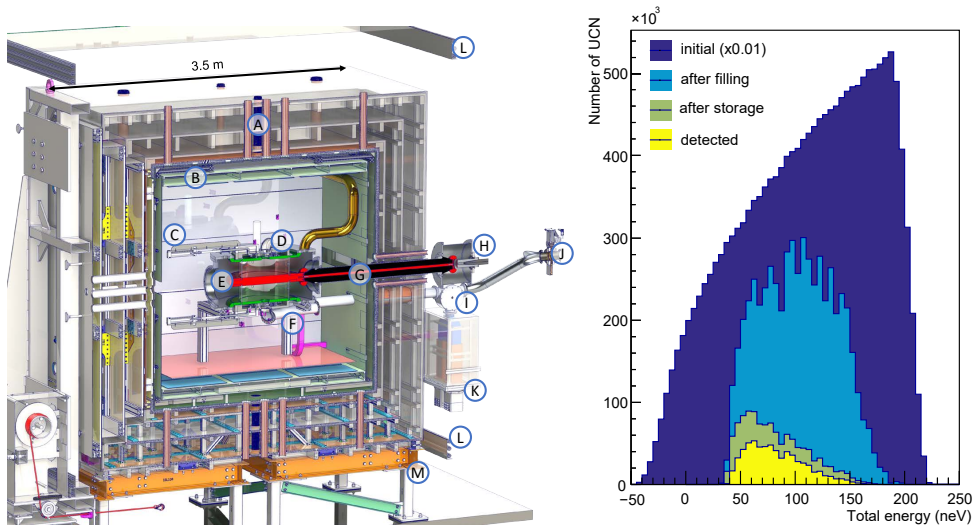 3.5 m
A
B
C
D
E
F
G
H
I
J
K
L
L
M
×10³
Number of UCN
500
400
300
200
100
0
initial (x0.01)
after filling
after storage
detected
−50 0 50 100 150 200 250
Total energy (neV)